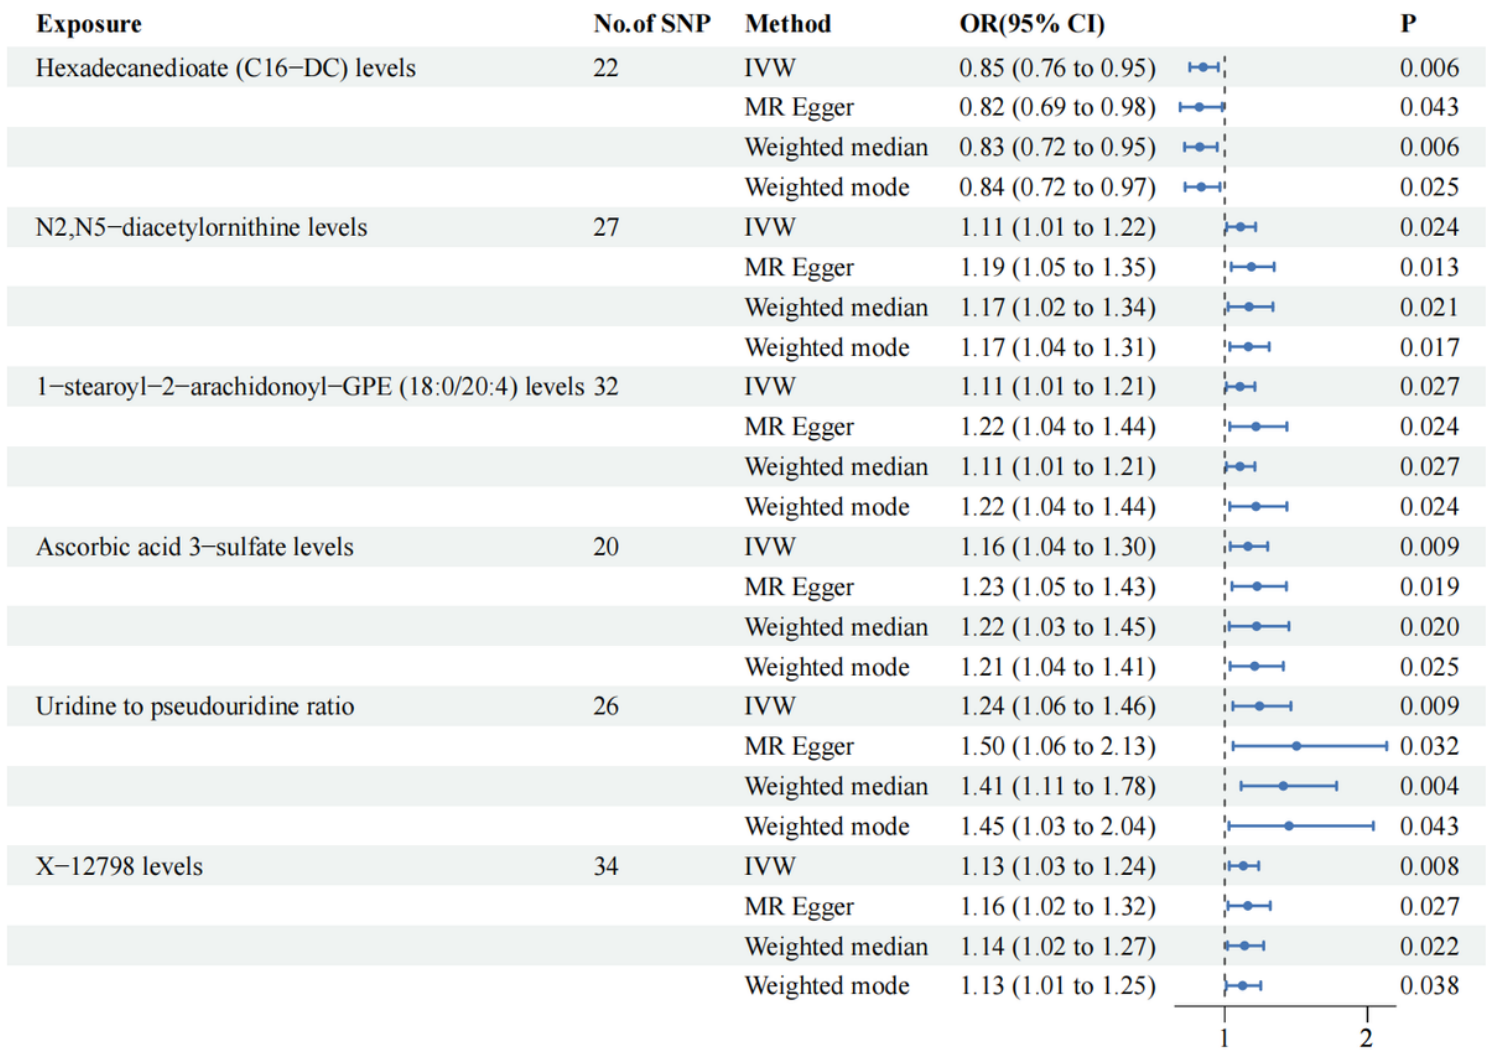 Exposure No.of SNP Method OR(95% CI) P
Hexadecanedioate (C16−DC) levels 22 IVW 0.85 (0.76 to 0.95) 0.006
MR Egger 0.82 (0.69 to 0.98) 0.043
Weighted median 0.83 (0.72 to 0.95) 0.006
Weighted mode 0.84 (0.72 to 0.97) 0.025
N2,N5−diacetylornithine levels 27 IVW 1.11 (1.01 to 1.22) 0.024
MR Egger 1.19 (1.05 to 1.35) 0.013
Weighted median 1.17 (1.02 to 1.34) 0.021
Weighted mode 1.17 (1.04 to 1.31) 0.017
1−stearoyl−2−arachidonoyl−GPE (18:0/20:4) levels 32 IVW 1.11 (1.01 to 1.21) 0.027
MR Egger 1.22 (1.04 to 1.44) 0.024
Weighted median 1.11 (1.01 to 1.21) 0.027
Weighted mode 1.22 (1.04 to 1.44) 0.024
Ascorbic acid 3−sulfate levels 20 IVW 1.16 (1.04 to 1.30) 0.009
MR Egger 1.23 (1.05 to 1.43) 0.019
Weighted median 1.22 (1.03 to 1.45) 0.020
Weighted mode 1.21 (1.04 to 1.41) 0.025
Uridine to pseudouridine ratio 26 IVW 1.24 (1.06 to 1.46) 0.009
MR Egger 1.50 (1.06 to 2.13) 0.032
Weighted median 1.41 (1.11 to 1.78) 0.004
Weighted mode 1.45 (1.03 to 2.04) 0.043
X−12798 levels 34 IVW 1.13 (1.03 to 1.24) 0.008
MR Egger 1.16 (1.02 to 1.32) 0.027
Weighted median 1.14 (1.02 to 1.27) 0.022
Weighted mode 1.13 (1.01 to 1.25) 0.038
1 2